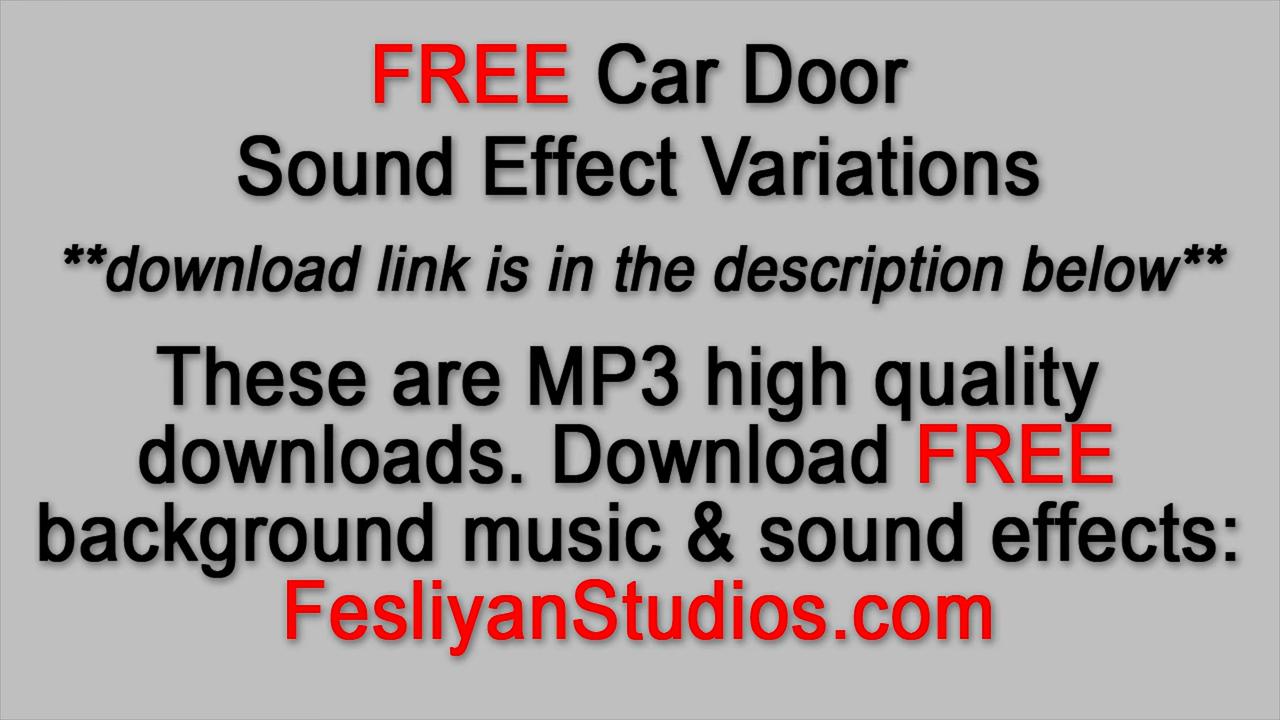 FREE Car Door
Sound Effect Variations
**download link is in the description below**
These are MP3 high quality
downloads. Download FREE
background music & sound effects:
FesliyanStudios.com